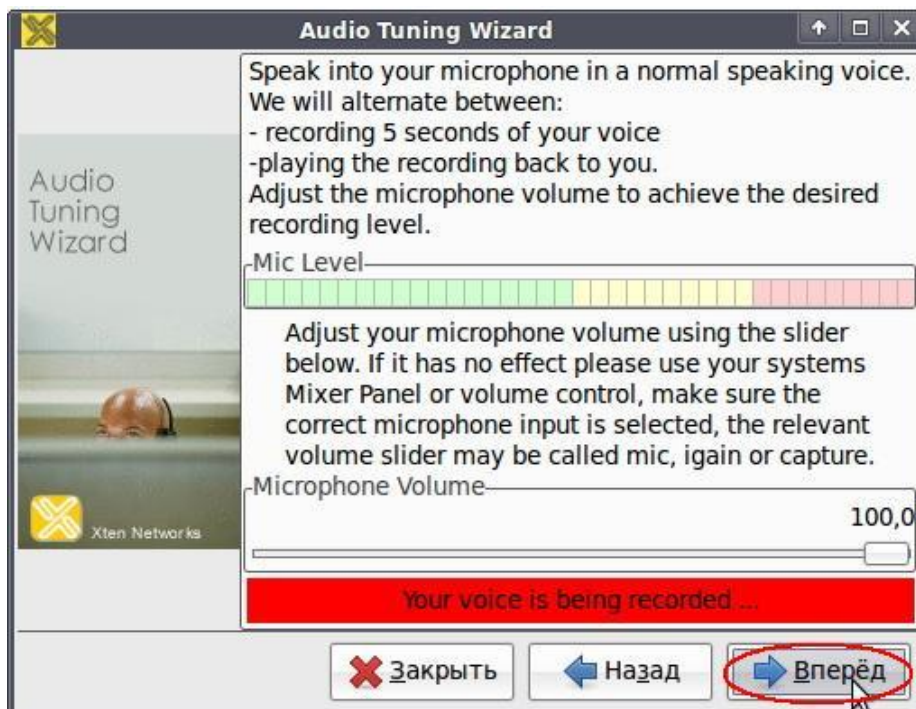 Audio Tuning Wizard
Speak into your microphone in a normal speaking voice.
We will alternate between:
- recording 5 seconds of your voice
-playing the recording back to you.
Adjust the microphone volume to achieve the desired
recording level.
Audio
Tuning
Wizard
Mic Level
Adjust your microphone volume using the slider
below. If it has no effect please use your systems
Mixer Panel or volume control, make sure the
correct microphone input is selected, the relevant
volume slider may be called mic, igain or capture.
Microphone Volume
100,0
Xten Networks
Your voice is being recorded ...
Закрыть
Назад
Вперёд